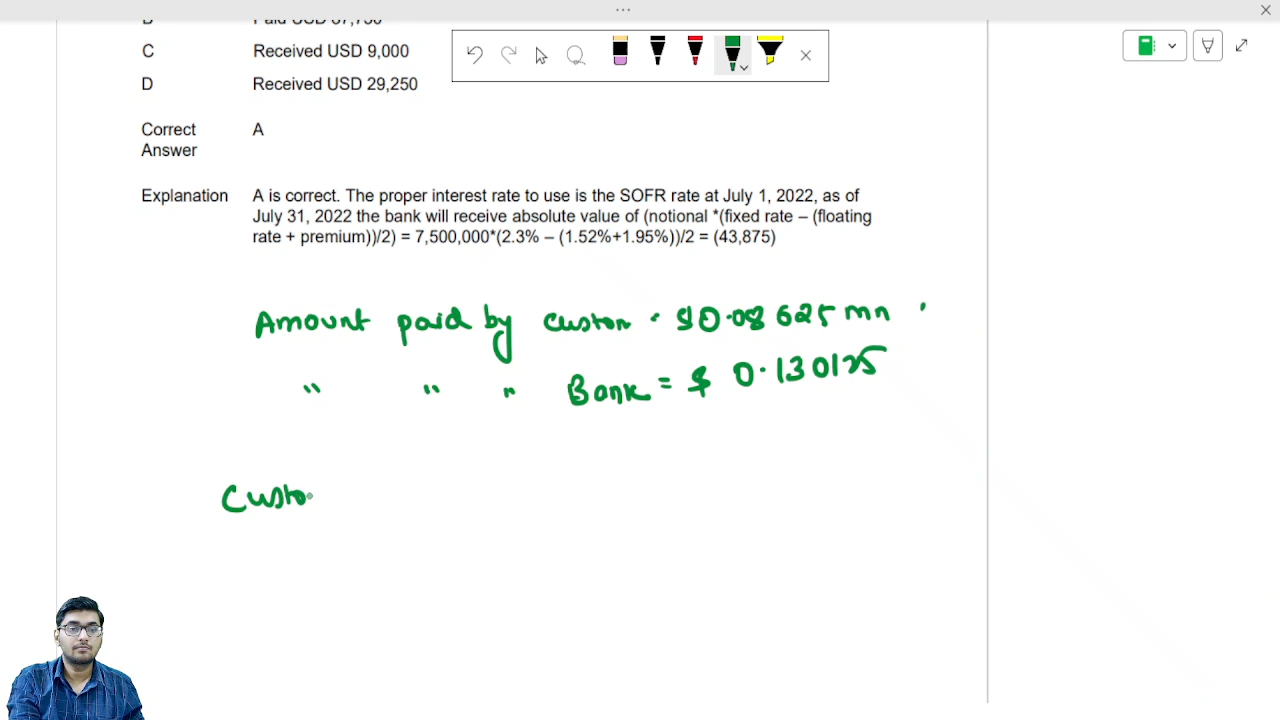 C Received USD 9,000
D Received USD 29,250
Correct Answer A
Explanation A is correct. The proper interest rate to use is the SOFR rate at July 1, 2022, as of
July 31, 2022 the bank will receive absolute value of (notional *(fixed rate – (floating
rate + premium))/2) = 7,500,000*(2.3% – (1.52%+1.95%))/2 = (43,875)
Amount paid by custom · $0.08625 mn
" " " Bank = $ 0.130125
Custo